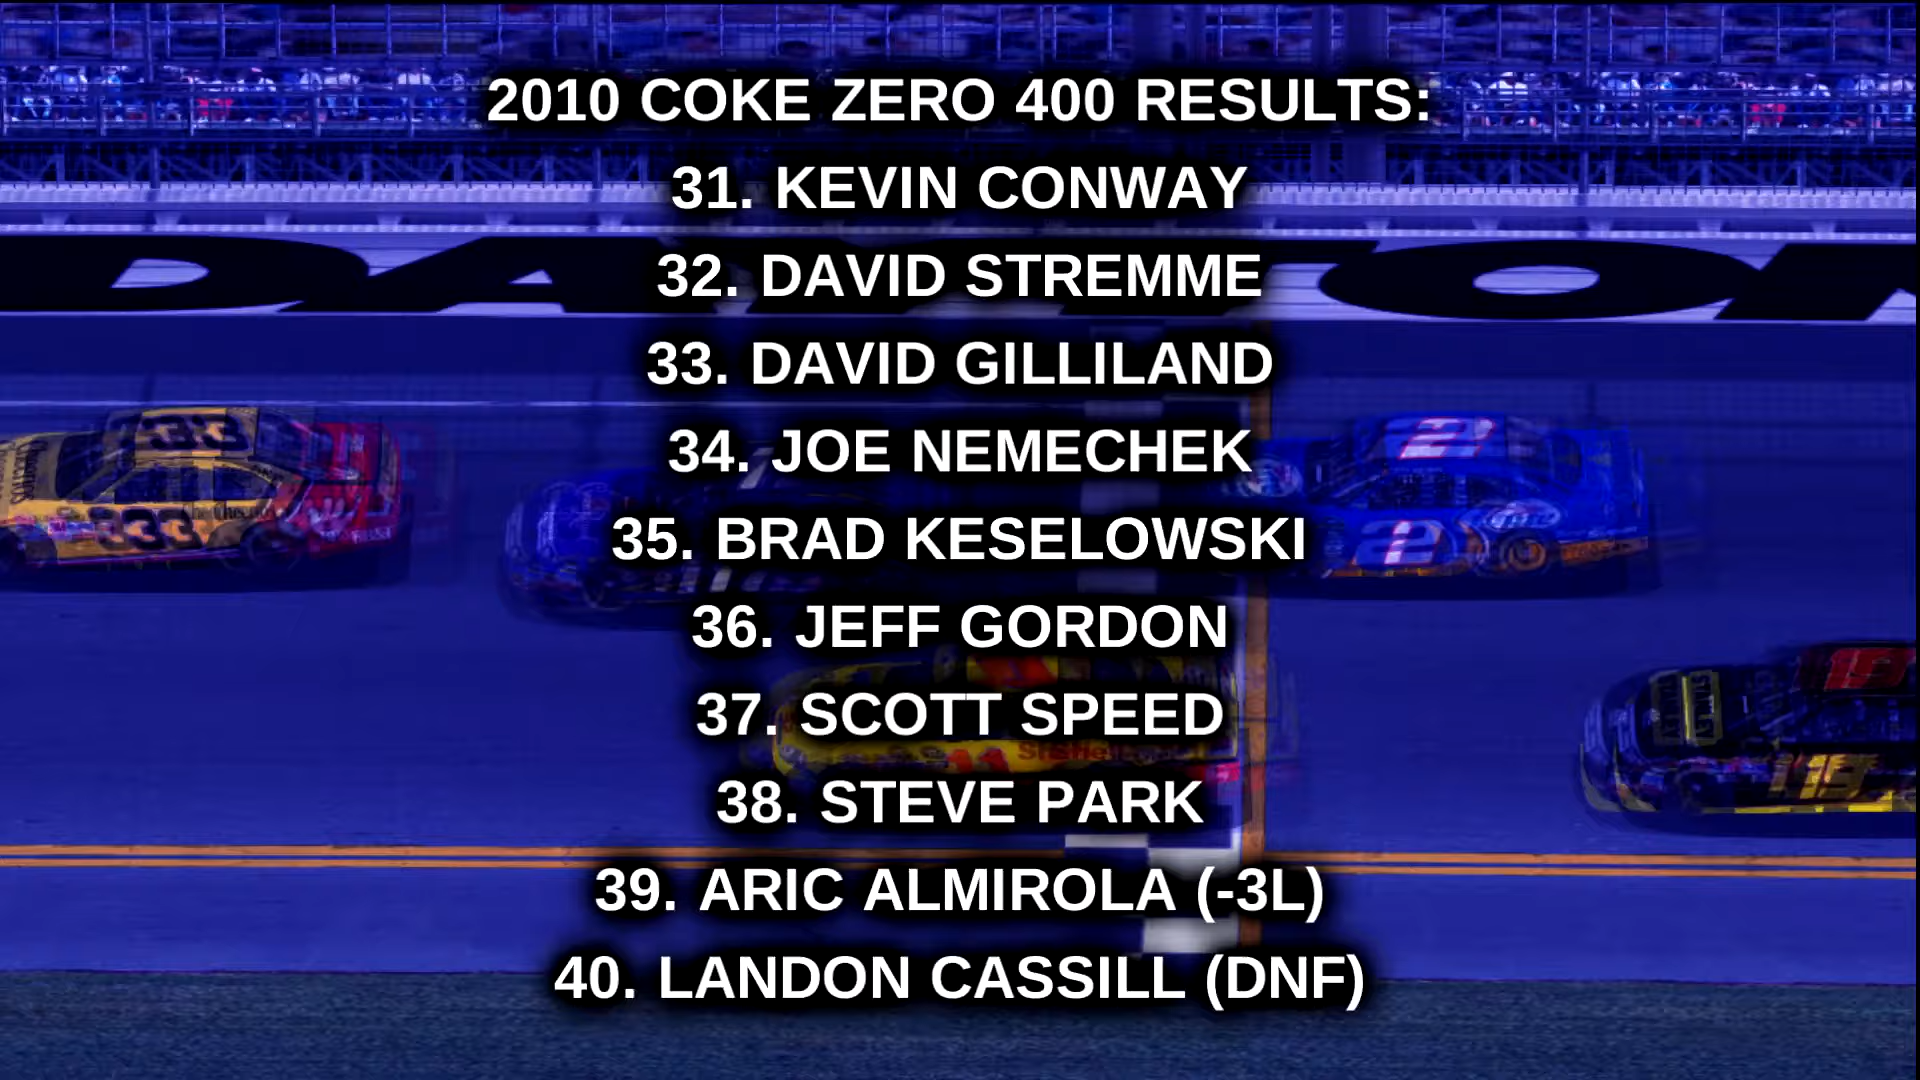 2010 COKE ZERO 400 RESULTS:
31. KEVIN CONWAY
32. DAVID STREMME
33. DAVID GILLILAND
34. JOE NEMECHEK
35. BRAD KESELOWSKI
36. JEFF GORDON
37. SCOTT SPEED
38. STEVE PARK
39. ARIC ALMIROLA (-3L)
40. LANDON CASSILL (DNF)